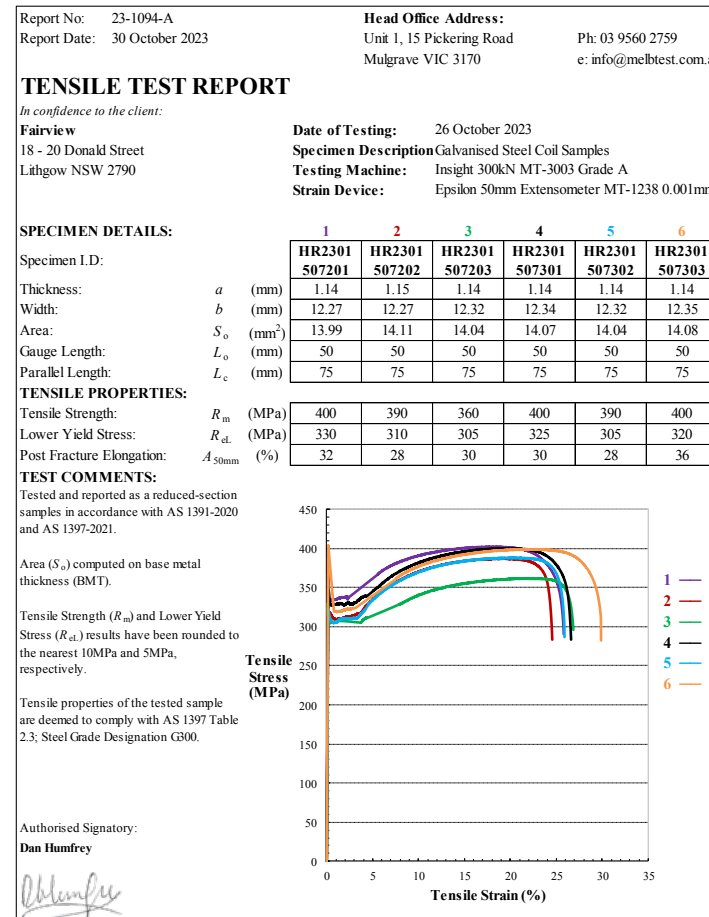 Report No: 23-1094-A Head Office Address:
Report Date: 30 October 2023 Unit 1, 15 Pickering Road Ph: 03 9560 2759
Mulgrave VIC 3170 e: info@melbtest.com.a
TENSILE TEST REPORT
In confidence to the client:
Fairview Date of Testing: 26 October 2023
18 - 20 Donald Street Specimen Description Galvanised Steel Coil Samples
Lithgow NSW 2790 Testing Machine: Insight 300kN MT-3003 Grade A
Strain Device: Epsilon 50mm Extensometer MT-1238 0.001mm
SPECIMEN DETAILS: 1 2 3 4 5 6
Specimen I.D: HR2301 507201 HR2301 507202 HR2301 507203 HR2301 507301 HR2301 507302 HR2301 507303
Thickness: a (mm) 1.14 1.15 1.14 1.14 1.14 1.14
Width: b (mm) 12.27 12.27 12.32 12.34 12.32 12.35
Area: So (mm²) 13.99 14.11 14.04 14.07 14.04 14.08
Gauge Length: Lo (mm) 50 50 50 50 50 50
Parallel Length: Lc (mm) 75 75 75 75 75 75
TENSILE PROPERTIES:
Tensile Strength: Rm (MPa) 400 390 360 400 390 400
Lower Yield Stress: ReL (MPa) 330 310 305 325 305 320
Post Fracture Elongation: A50mm (%) 32 28 30 30 28 36
TEST COMMENTS:
Tested and reported as a reduced-section
samples in accordance with AS 1391-2020
and AS 1397-2021.
Area (So) computed on base metal
thickness (BMT).
Tensile Strength (Rm) and Lower Yield
Stress (ReL) results have been rounded to
the nearest 10MPa and 5MPa,
respectively.
Tensile properties of the tested sample
are deemed to comply with AS 1397 Table
2.3; Steel Grade Designation G300.
Authorised Signatory:
Dan Humfrey
Tensile
Stress
(MPa)
450
400
350
300
250
200
150
100
50
0
0 5 10 15 20 25 30 35
Tensile Strain (%)
1
2
3
4
5
6